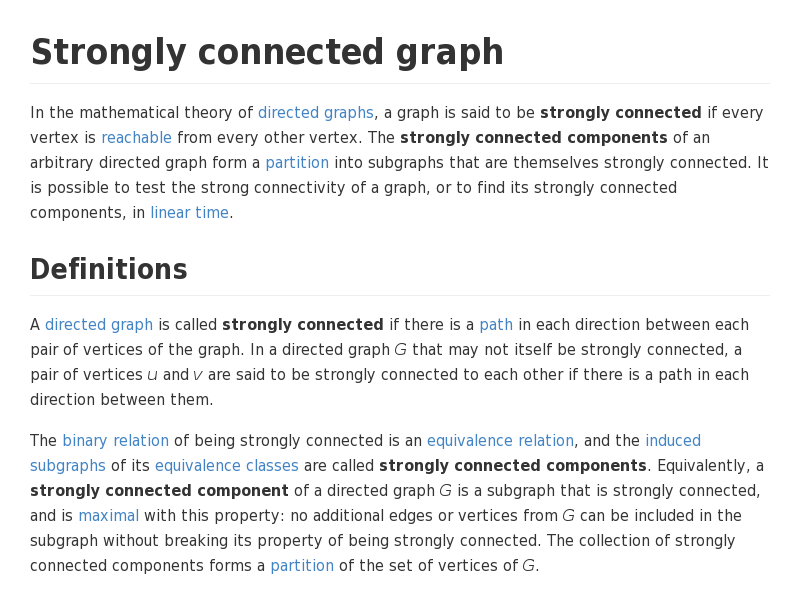 Strongly connected graph
In the mathematical theory of directed graphs, a graph is said to be strongly connected if every
vertex is reachable from every other vertex. The strongly connected components of an
arbitrary directed graph form a partition into subgraphs that are themselves strongly connected. It
is possible to test the strong connectivity of a graph, or to find its strongly connected
components, in linear time.
Definitions
A directed graph is called strongly connected if there is a path in each direction between each
pair of vertices of the graph. In a directed graph G that may not itself be strongly connected, a
pair of vertices u and v are said to be strongly connected to each other if there is a path in each
direction between them.
The binary relation of being strongly connected is an equivalence relation, and the induced
subgraphs of its equivalence classes are called strongly connected components. Equivalently, a
strongly connected component of a directed graph G is a subgraph that is strongly connected,
and is maximal with this property: no additional edges or vertices from G can be included in the
subgraph without breaking its property of being strongly connected. The collection of strongly
connected components forms a partition of the set of vertices of G.